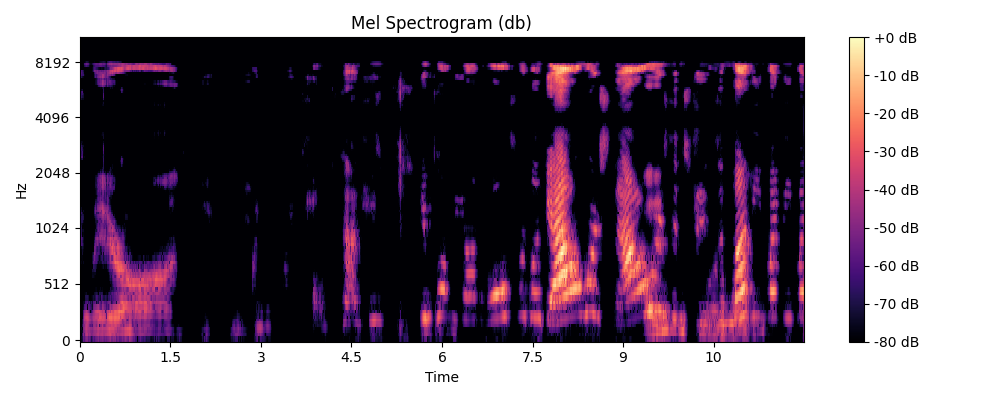 Mel Spectrogram (db)
8192
4096
2048
1024
512
0
Hz
0 1.5 3 4.5 6 7.5 9 10
Time
+0 dB
-10 dB
-20 dB
-30 dB
-40 dB
-50 dB
-60 dB
-70 dB
-80 dB